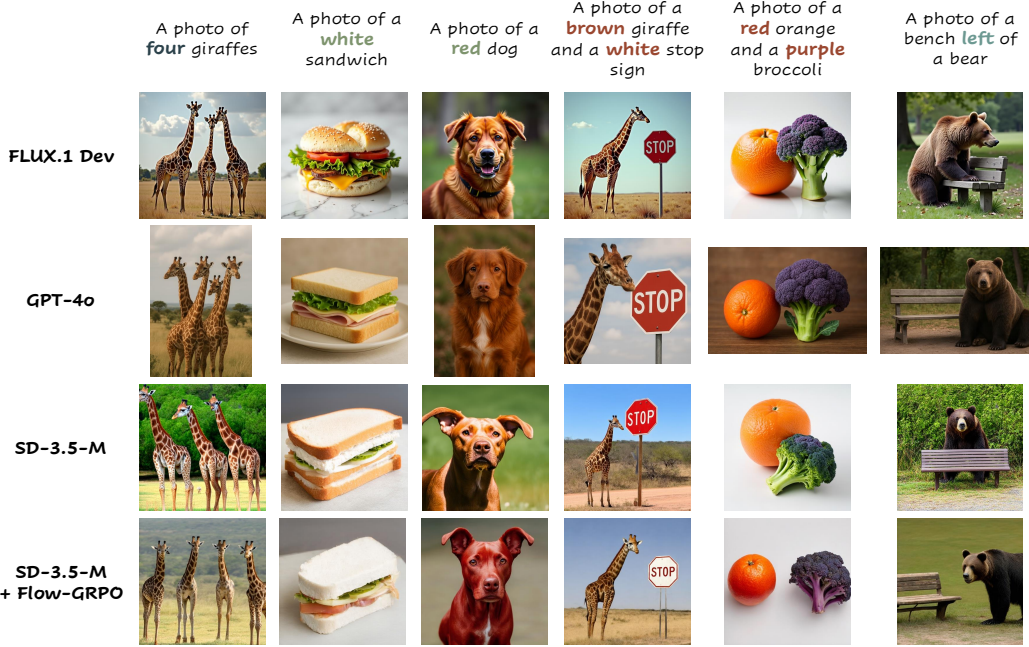 A photo of
four giraffes
A photo of a
white
sandwich
A photo of a
red dog
A photo of a
brown giraffe
and a white stop
sign
A photo of a
red orange
and a purple
broccoli
A photo of a
bench left of
a bear
FLUX.1 Dev
STOP
GPT-4o
STOP
SD-3.5-M
STOP
SD-3.5-M
+ Flow-GRPO
STOP